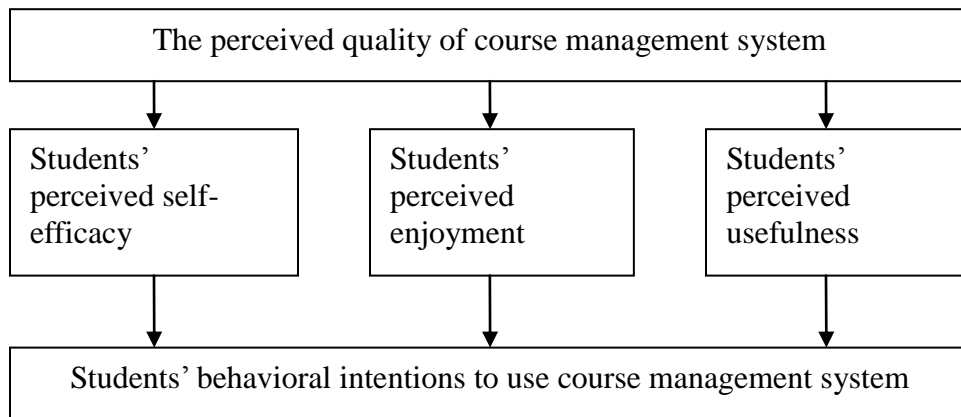 The perceived quality of course management system
Students’
perceived self-
efficacy
Students’
perceived
enjoyment
Students’
perceived
usefulness
Students’ behavioral intentions to use course management system